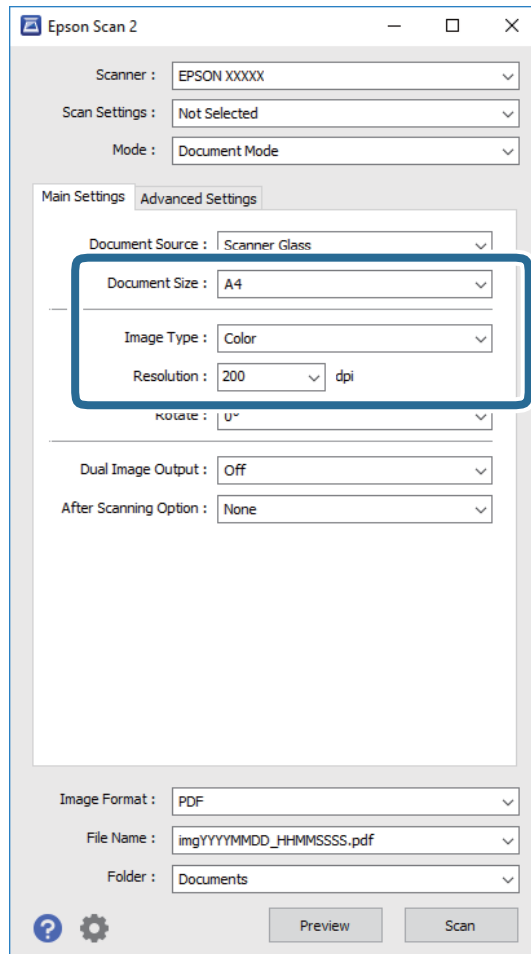 Epson Scan 2
Scanner : EPSON XXXXX
Scan Settings : Not Selected
Mode : Document Mode
Main Settings Advanced Settings
Document Source : Scanner Glass
Document Size : A4
Image Type : Color
Resolution : 200 dpi
Rotate : 0°
Dual Image Output : Off
After Scanning Option : None
Image Format : PDF
File Name : imgYYYYMMDD_HHMMSSSS.pdf
Folder : Documents
? Preview Scan